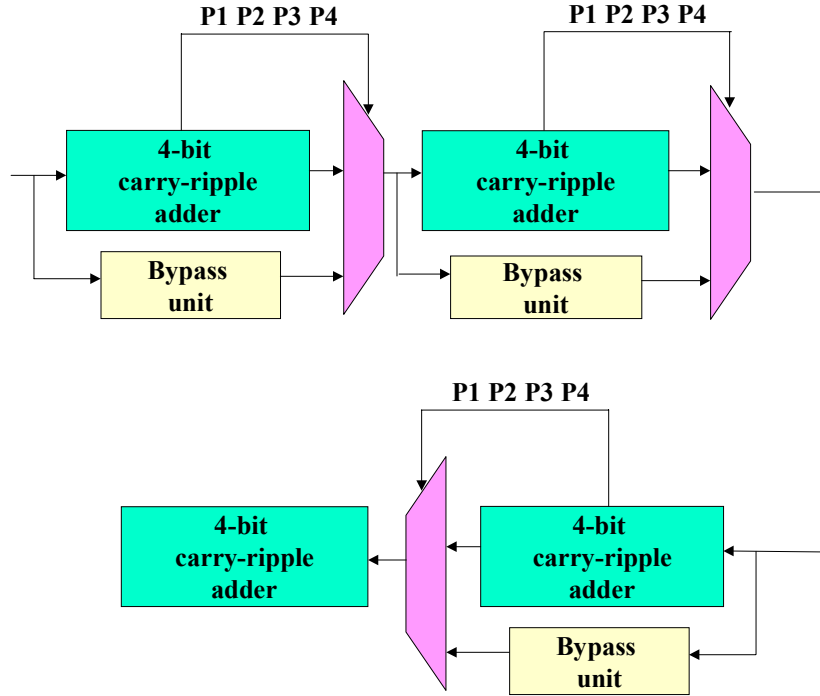 P1 P2 P3 P4
P1 P2 P3 P4
4-bit
carry-ripple
adder
4-bit
carry-ripple
adder
Bypass
unit
Bypass
unit
P1 P2 P3 P4
4-bit
carry-ripple
adder
4-bit
carry-ripple
adder
Bypass
unit